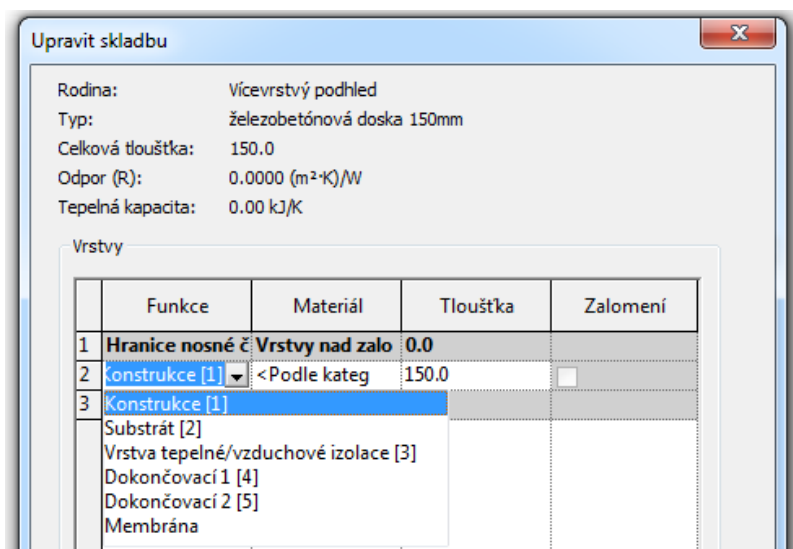 Upravit skladbu
Rodina: Vícevrstvý podhled
Typ: železobetónová doska 150mm
Celková tloušťka: 150.0
Odpor (R): 0.0000 (m²·K)/W
Tepelná kapacita: 0.00 kJ/K
Vrstvy
Funkce Materiál Tloušťka Zalomení
1 Hranice nosné č Vrstvy nad zalo 0.0
2 Konstrukce [1] <Podle kateg 150.0
3 Konstrukce [1]
Substrát [2]
Vrstva tepelné/vzduchové izolace [3]
Dokončovací 1 [4]
Dokončovací 2 [5]
Membrána